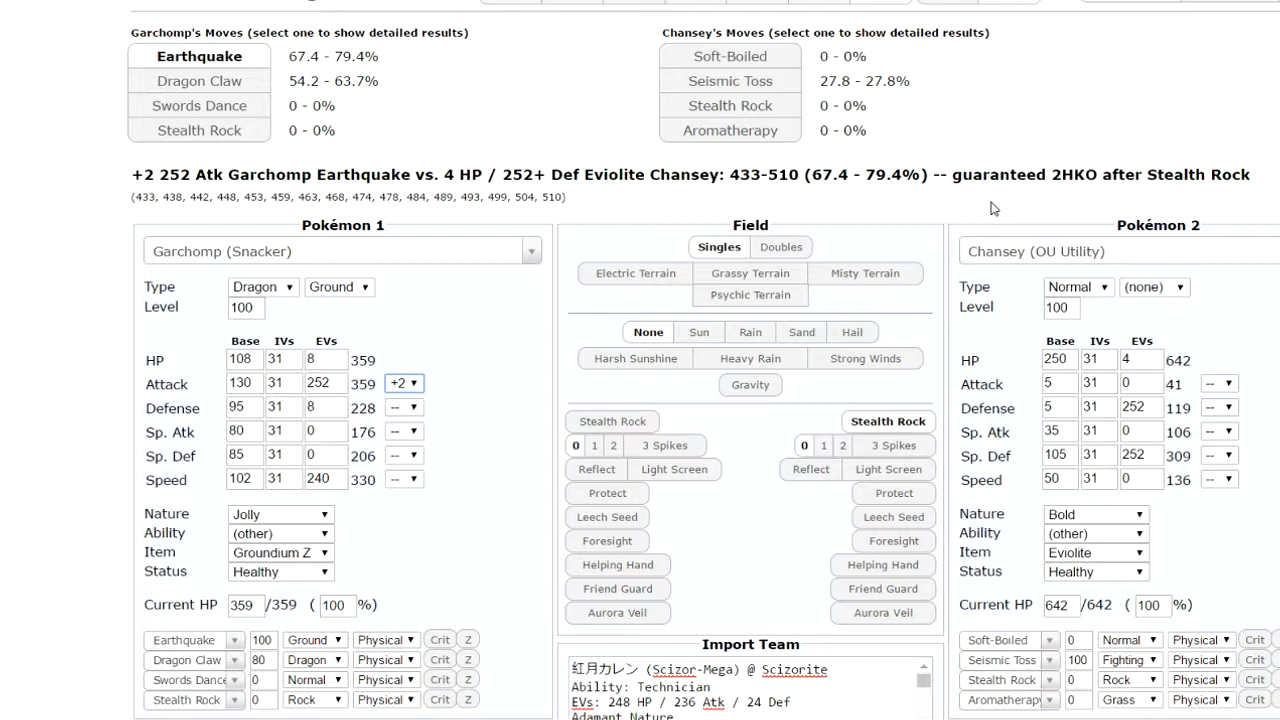 Garchomp's Moves (select one to show detailed results)
Earthquake 67.4 - 79.4%
Dragon Claw 54.2 - 63.7%
Swords Dance 0 - 0%
Stealth Rock 0 - 0%
Chansey's Moves (select one to show detailed results)
Soft-Boiled 0 - 0%
Seismic Toss 27.8 - 27.8%
Stealth Rock 0 - 0%
Aromatherapy 0 - 0%
+2 252 Atk Garchomp Earthquake vs. 4 HP / 252+ Def Eviolite Chansey: 433-510 (67.4 - 79.4%) -- guaranteed 2HKO after Stealth Rock
(433, 438, 442, 448, 453, 459, 463, 468, 474, 478, 484, 489, 493, 499, 504, 510)
Pokémon 1
Garchomp (Snacker)
Type Dragon Ground
Level 100
Base IVs EVs
HP 108 31 8 359
Attack 130 31 252 359 +2
Defense 95 31 8 228 --
Sp. Atk 80 31 0 176 --
Sp. Def 85 31 0 206 --
Speed 102 31 240 330 --
Nature Jolly
Ability (other)
Item Groundium Z
Status Healthy
Current HP 359 /359 ( 100 %)
Earthquake 100 Ground Physical Crit Z
Dragon Claw 80 Dragon Physical Crit Z
Swords Dance 0 Normal Physical Crit Z
Stealth Rock 0 Rock Physical Crit Z
Field
Singles Doubles
Electric Terrain Grassy Terrain Misty Terrain
Psychic Terrain
None Sun Rain Sand Hail
Harsh Sunshine Heavy Rain Strong Winds
Gravity
Stealth Rock Stealth Rock
0 1 2 3 Spikes 0 1 2 3 Spikes
Reflect Light Screen Reflect Light Screen
Protect Protect
Leech Seed Leech Seed
Foresight Foresight
Helping Hand Helping Hand
Friend Guard Friend Guard
Aurora Veil Aurora Veil
Import Team
红月カレン (Scizor-Mega) @ Scizorite
Ability: Technician
EVs: 248 HP / 236 Atk / 24 Def
Adamant Nature
Pokémon 2
Chansey (OU Utility)
Type Normal (none)
Level 100
Base IVs EVs
HP 250 31 4 642
Attack 5 31 0 41 --
Defense 5 31 252 119 --
Sp. Atk 35 31 0 106 --
Sp. Def 105 31 252 309 --
Speed 50 31 0 136 --
Nature Bold
Ability (other)
Item Eviolite
Status Healthy
Current HP 642 /642 ( 100 %)
Soft-Boiled 0 Normal Physical Crit
Seismic Toss 100 Fighting Physical Crit
Stealth Rock 0 Rock Physical Crit
Aromatherapy 0 Grass Physical Crit